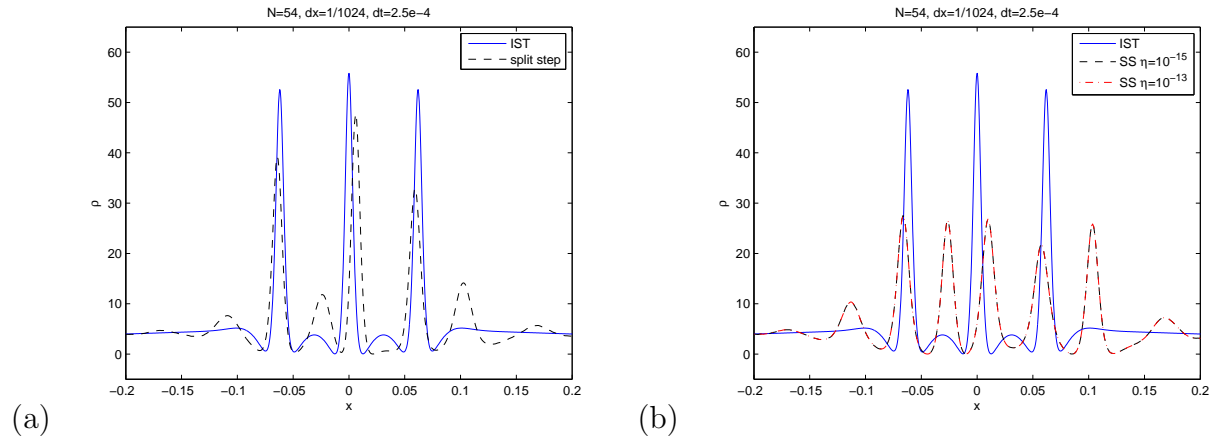 N=54, dx=1/1024, dt=2.5e−4
60
50
40
30
20
10
0
ρ
IST
split step
−0.2
−0.15
−0.1
−0.05
0
0.05
0.1
0.15
0.2
x
(a)
N=54, dx=1/1024, dt=2.5e−4
60
50
40
30
20
10
0
ρ
IST
SS η=10⁻¹⁵
SS η=10⁻¹³
−0.2
−0.15
−0.1
−0.05
0
0.05
0.1
0.15
0.2
x
(b)